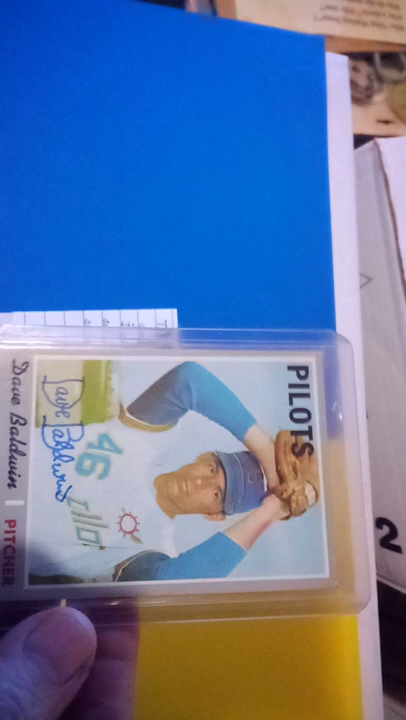 PILOTS
Dave Baldwin
46
Dave Baldwin | PITCHER
2